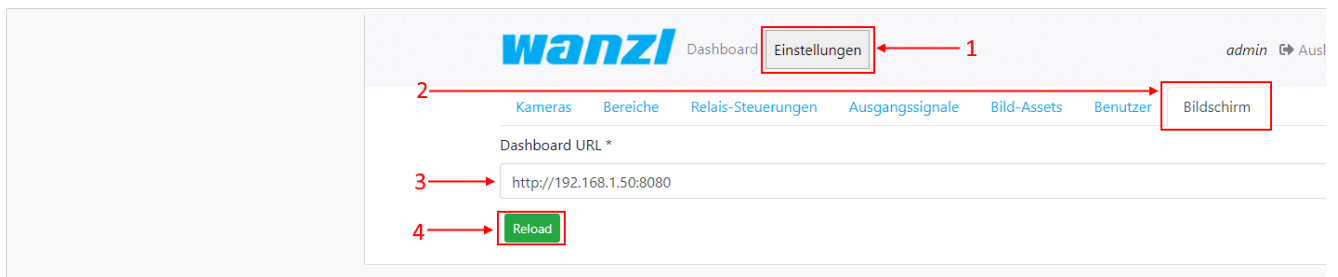 wanzl Dashboard Einstellungen 1 admin Ausl
2
Kameras Bereiche Relais-Steuerungen Ausgangssignale Bild-Assets Benutzer Bildschirm
Dashboard URL *
3 http://192.168.1.50:8080
4 Reload